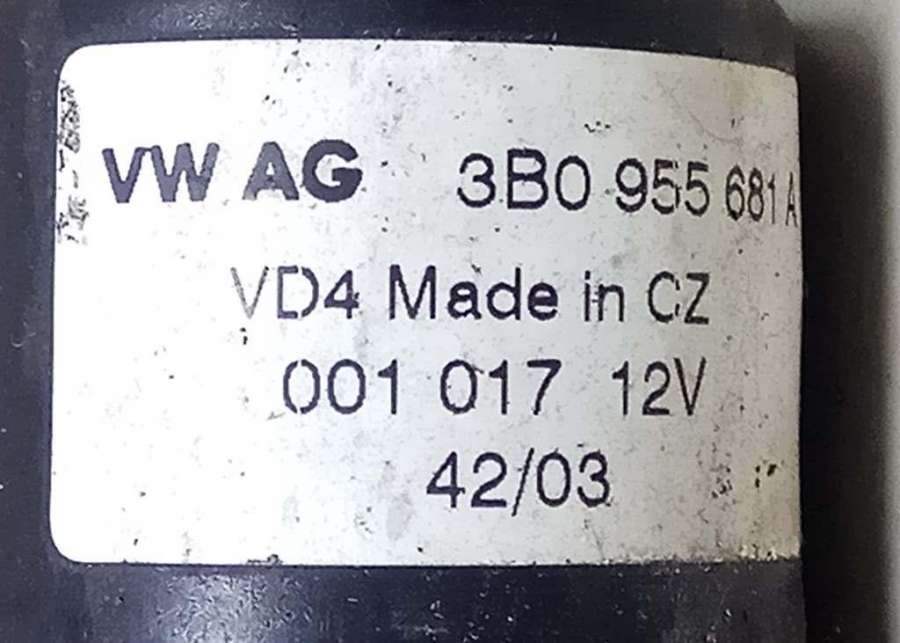 VW AG 3B0 955 681 A
VD4 Made in CZ
001 017 12V
42/03